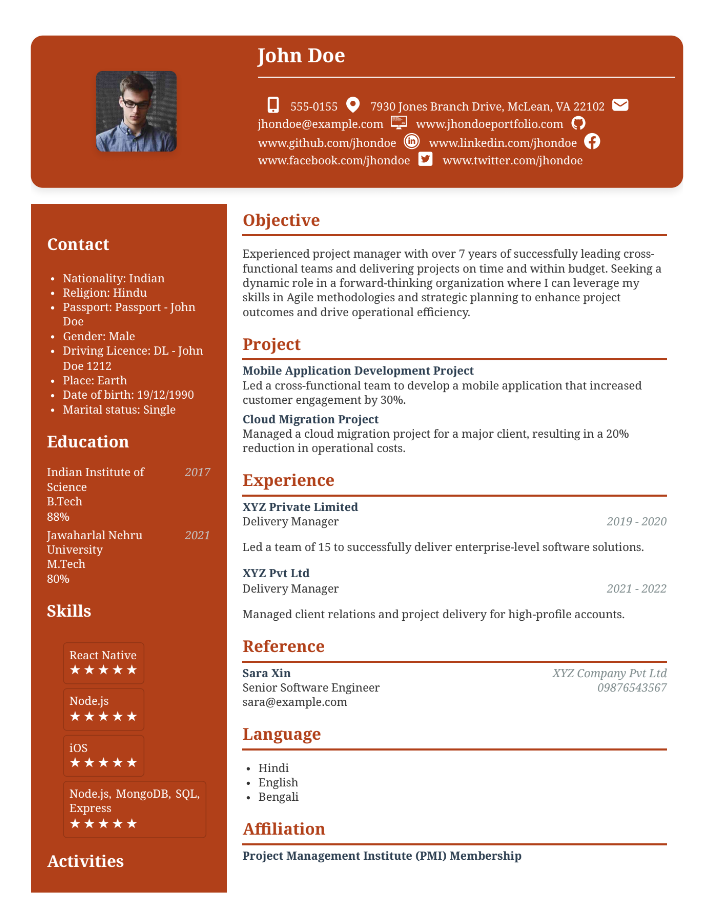 John Doe
555-0155 7930 Jones Branch Drive, McLean, VA 22102
jhondoe@example.com www.jhondoeportfolio.com
www.github.com/jhondoe www.linkedin.com/jhondoe
www.facebook.com/jhondoe www.twitter.com/jhondoe
Contact
• Nationality: Indian
• Religion: Hindu
• Passport: Passport - John
Doe
• Gender: Male
• Driving Licence: DL - John
Doe 1212
• Place: Earth
• Date of birth: 19/12/1990
• Marital status: Single
Education
Indian Institute of 2017
Science
B.Tech
88%
Jawaharlal Nehru 2021
University
M.Tech
80%
Skills
React Native
★ ★ ★ ★ ★
Node.js
★ ★ ★ ★ ★
iOS
★ ★ ★ ★ ★
Node.js, MongoDB, SQL,
Express
★ ★ ★ ★ ★
Activities
Objective
Experienced project manager with over 7 years of successfully leading cross-
functional teams and delivering projects on time and within budget. Seeking a
dynamic role in a forward-thinking organization where I can leverage my
skills in Agile methodologies and strategic planning to enhance project
outcomes and drive operational efficiency.
Project
Mobile Application Development Project
Led a cross-functional team to develop a mobile application that increased
customer engagement by 30%.
Cloud Migration Project
Managed a cloud migration project for a major client, resulting in a 20%
reduction in operational costs.
Experience
XYZ Private Limited
Delivery Manager 2019 - 2020
Led a team of 15 to successfully deliver enterprise-level software solutions.
XYZ Pvt Ltd
Delivery Manager 2021 - 2022
Managed client relations and project delivery for high-profile accounts.
Reference
Sara Xin XYZ Company Pvt Ltd
Senior Software Engineer 09876543567
sara@example.com
Language
• Hindi
• English
• Bengali
Affiliation
Project Management Institute (PMI) Membership